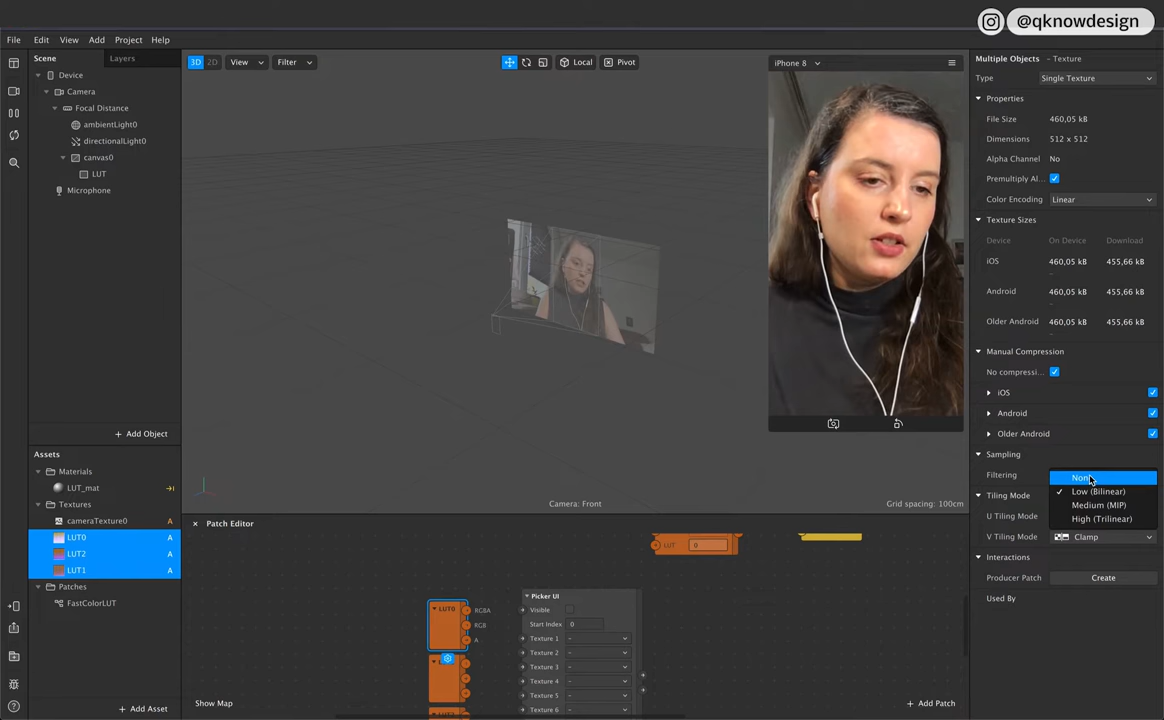 @qknowdesign
File Edit View Add Project Help
Scene Layers
Device
Camera
Focal Distance
ambientLight0
directionalLight0
canvas0
LUT
Microphone
Add Object
Assets
Materials
LUT_mat
Textures
cameraTexture0 A
LUT0 A
LUT2 A
LUT1 A
Patches
FastColorLUT
Add Asset
3D 2D View Filter Local Pivot
iPhone 8
Camera: Front
Grid spacing: 100cm
Patch Editor
LUT 0
LUT0 RGBA
RGB
A
Picker UI
Visible
Start Index 0
Texture 1 -
Texture 2 -
Texture 3 -
Texture 4 -
Texture 5 -
Texture 6 -
Show Map
Add Patch
Multiple Objects - Texture
Type Single Texture
Properties
File Size 460,05 kB
Dimensions 512 x 512
Alpha Channel No
Premultiply Al...
Color Encoding Linear
Texture Sizes
Device On Device Download
iOS 460,05 kB 455,66 kB
-
Android 460,05 kB 455,66 kB
-
Older Android 460,05 kB 455,66 kB
-
Manual Compression
No compressi...
iOS
Android
Older Android
Sampling
Filtering
None
Low (Bilinear)
Medium (MIP)
High (Trilinear)
Tiling Mode
U Tiling Mode
V Tiling Mode Clamp
Interactions
Producer Patch Create
Used By